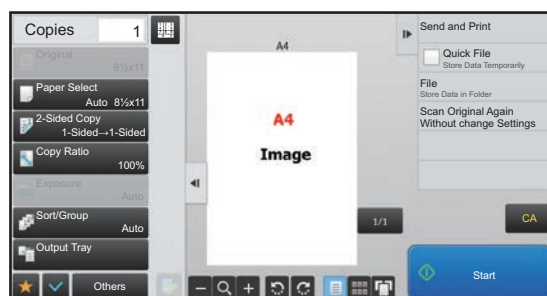 Copies 1
Original
8½x11
Paper Select
Auto 8½x11
2-Sided Copy
1-Sided→1-Sided
Copy Ratio
100%
Exposure
Auto
Sort/Group
Auto
Output Tray
Others
A4
A4
Image
1/1
Send and Print
Quick File
Store Data Temporarily
File
Store Data in Folder
Scan Original Again
Without change Settings
CA
Start